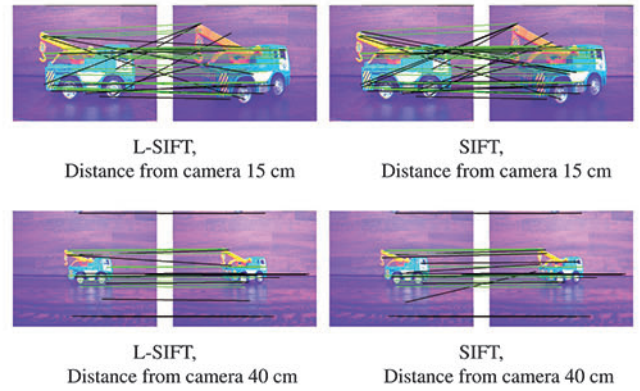 L-SIFT,
Distance from camera 15 cm
SIFT,
Distance from camera 15 cm
L-SIFT,
Distance from camera 40 cm
SIFT,
Distance from camera 40 cm